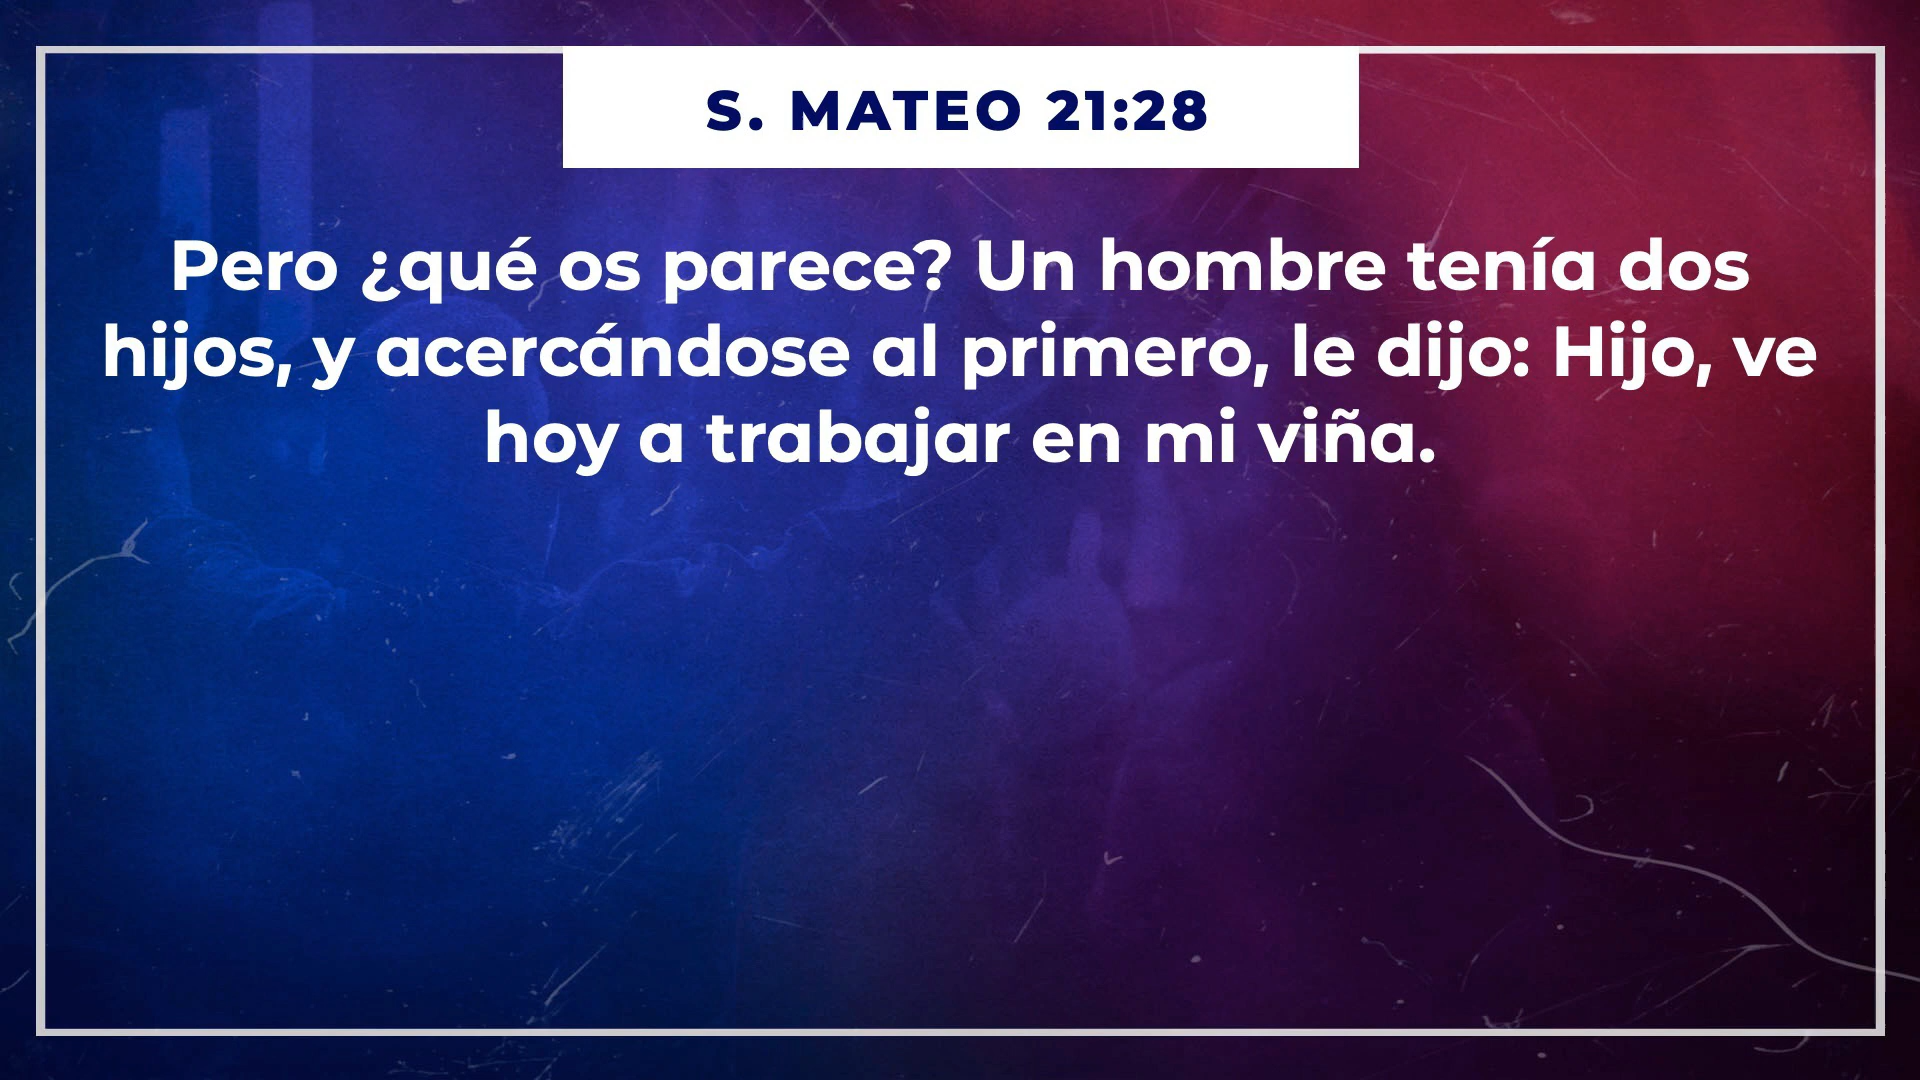 S. MATEO 21:28
Pero ¿qué os parece? Un hombre tenía dos
hijos, y acercándose al primero, le dijo: Hijo, ve
hoy a trabajar en mi viña.